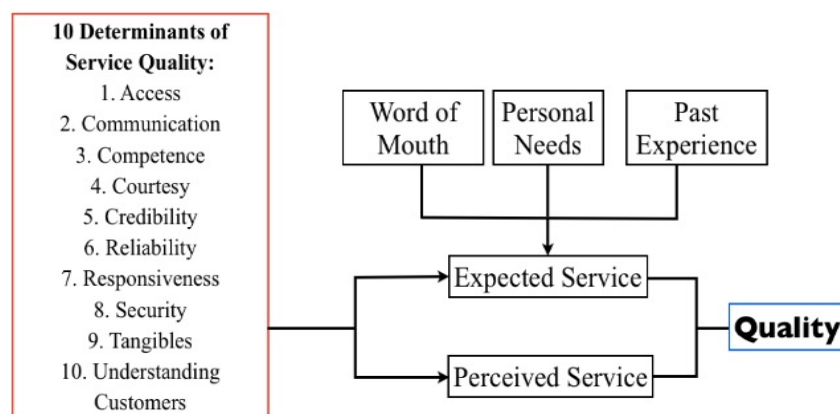 10 Determinants of
Service Quality:
1. Access
2. Communication
3. Competence
4. Courtesy
5. Credibility
6. Reliability
7. Responsiveness
8. Security
9. Tangibles
10. Understanding
Customers
Word of
Mouth
Personal
Needs
Past
Experience
Expected Service
Perceived Service
Quality